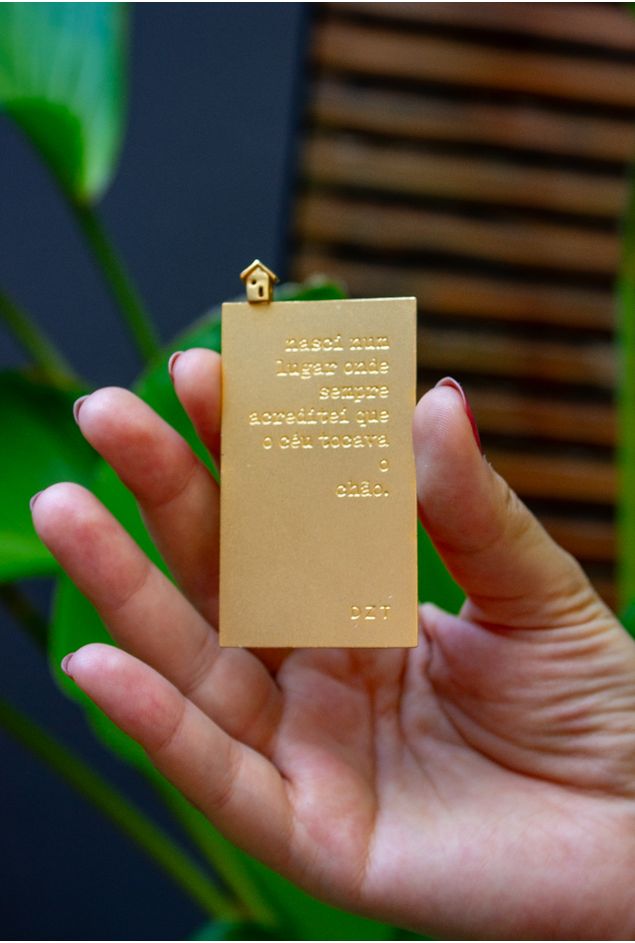 nasci num
lugar onde
sempre
acreditei que
o céu tocava
o
chão.
DZT